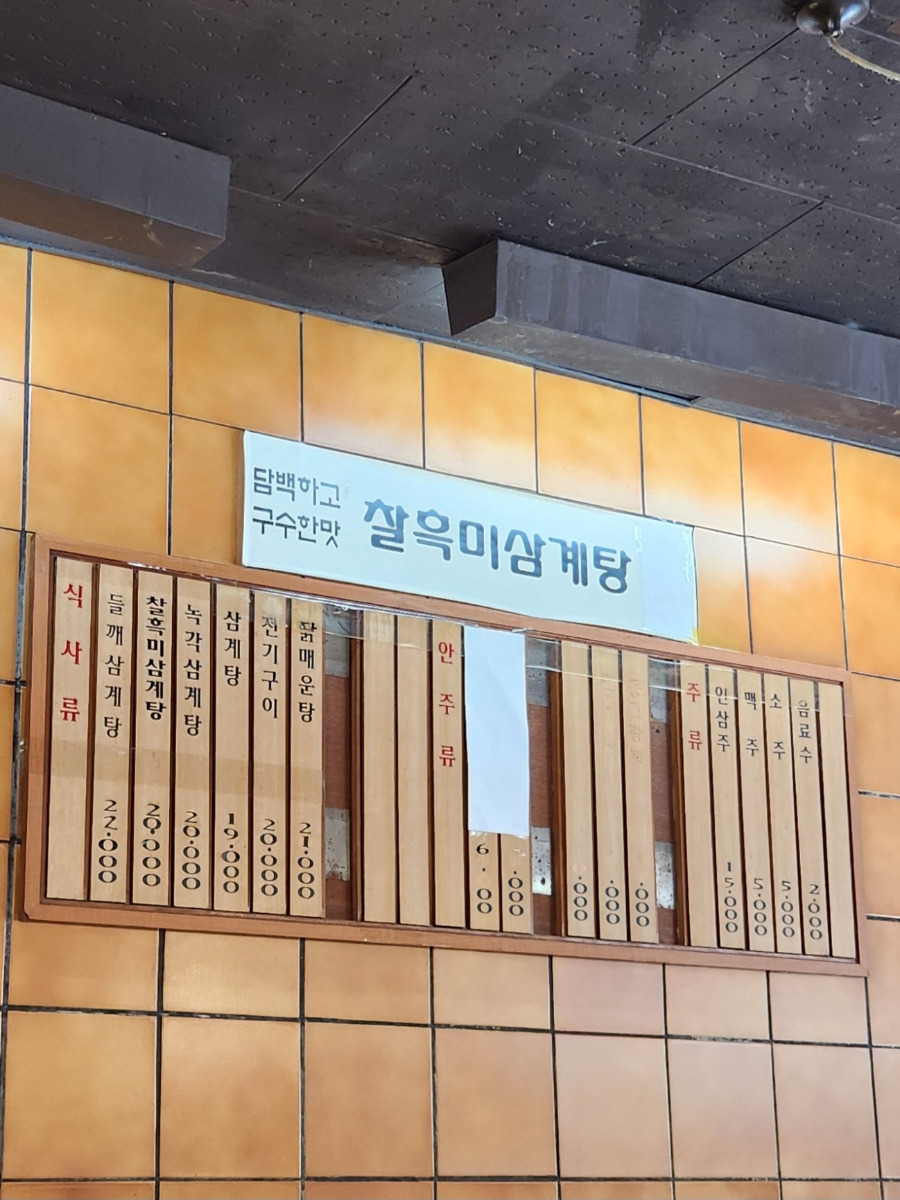 담백하고
구수한맛
찰흑미삼계탕
식사류
들깨삼계탕 22.000
찰흑미삼계탕 20.000
녹각삼계탕 20.000
삼계탕 19.000
전기구이 20.000
닭매운탕 21.000
안주류
주류
인삼주 15.000
맥주 5.000
소주 5.000
음료수 2.000